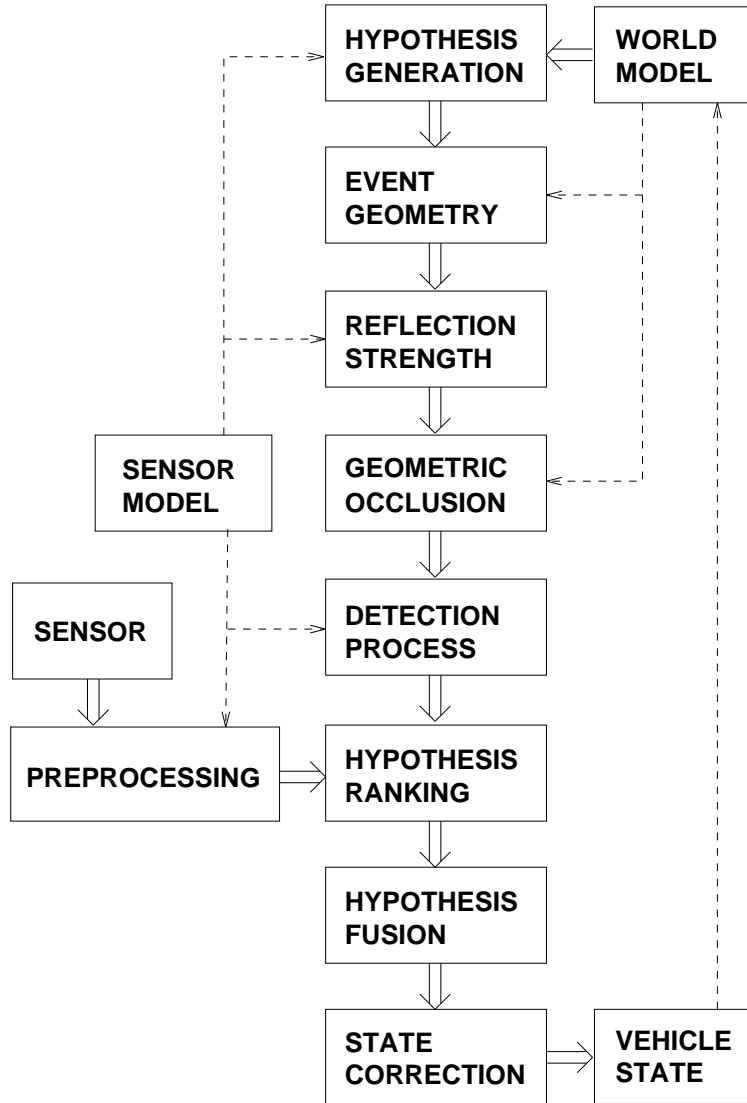 HYPOTHESIS
GENERATION
WORLD
MODEL
EVENT
GEOMETRY
REFLECTION
STRENGTH
SENSOR
MODEL
GEOMETRIC
OCCLUSION
SENSOR
DETECTION
PROCESS
PREPROCESSING
HYPOTHESIS
RANKING
HYPOTHESIS
FUSION
STATE
CORRECTION
VEHICLE
STATE